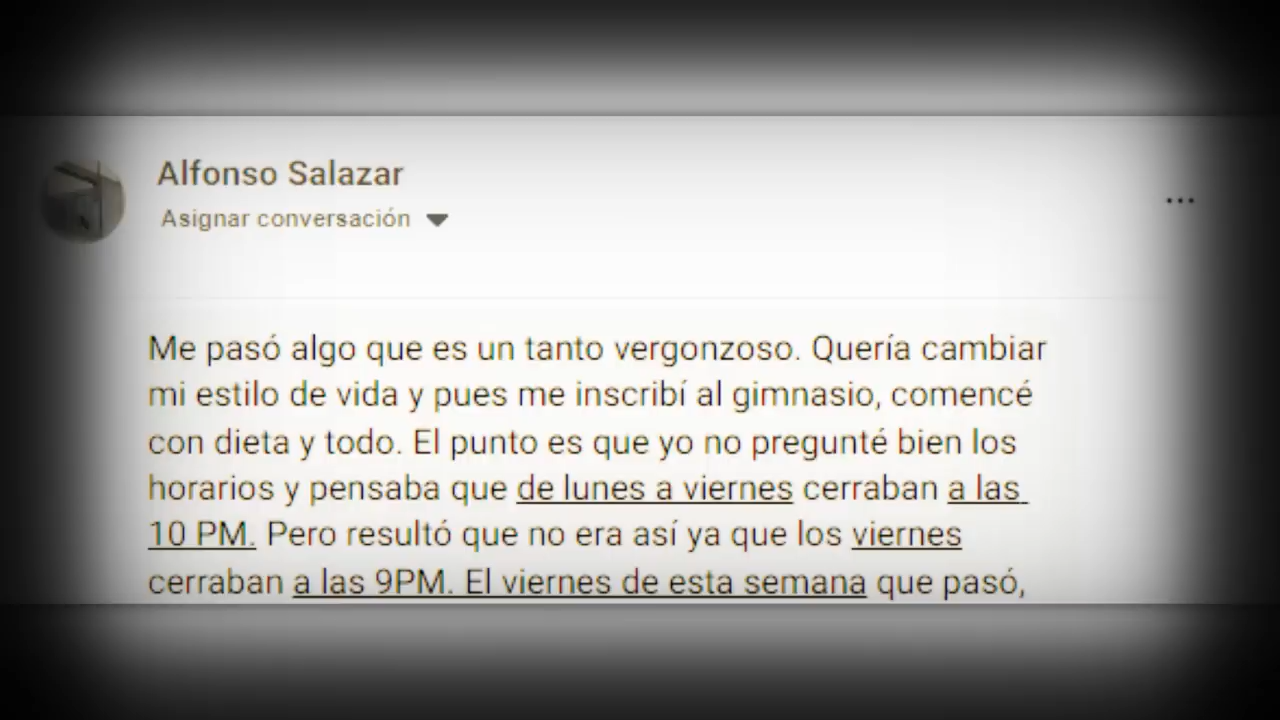 Alfonso Salazar
Asignar conversación
Me pasó algo que es un tanto vergonzoso. Quería cambiar
mi estilo de vida y pues me inscribí al gimnasio, comencé
con dieta y todo. El punto es que yo no pregunté bien los
horarios y pensaba que de lunes a viernes cerraban a las
10 PM. Pero resultó que no era así ya que los viernes
cerraban a las 9PM. El viernes de esta semana que pasó,